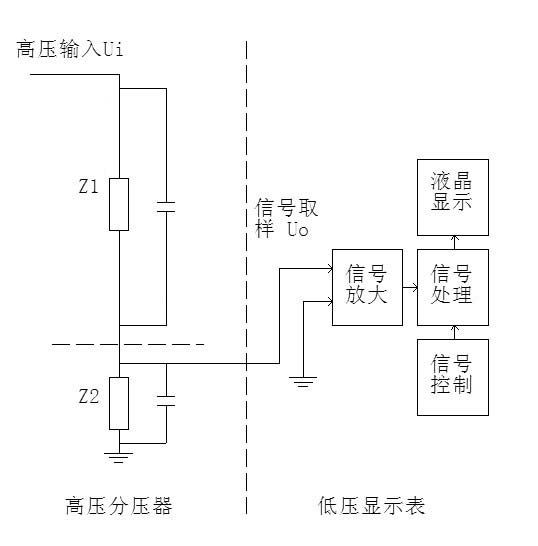 高压输入Ui
Z1
信号取
样 Uo
液晶
显示
信号
放大
信号
处理
信号
控制
Z2
高压分压器
低压显示表